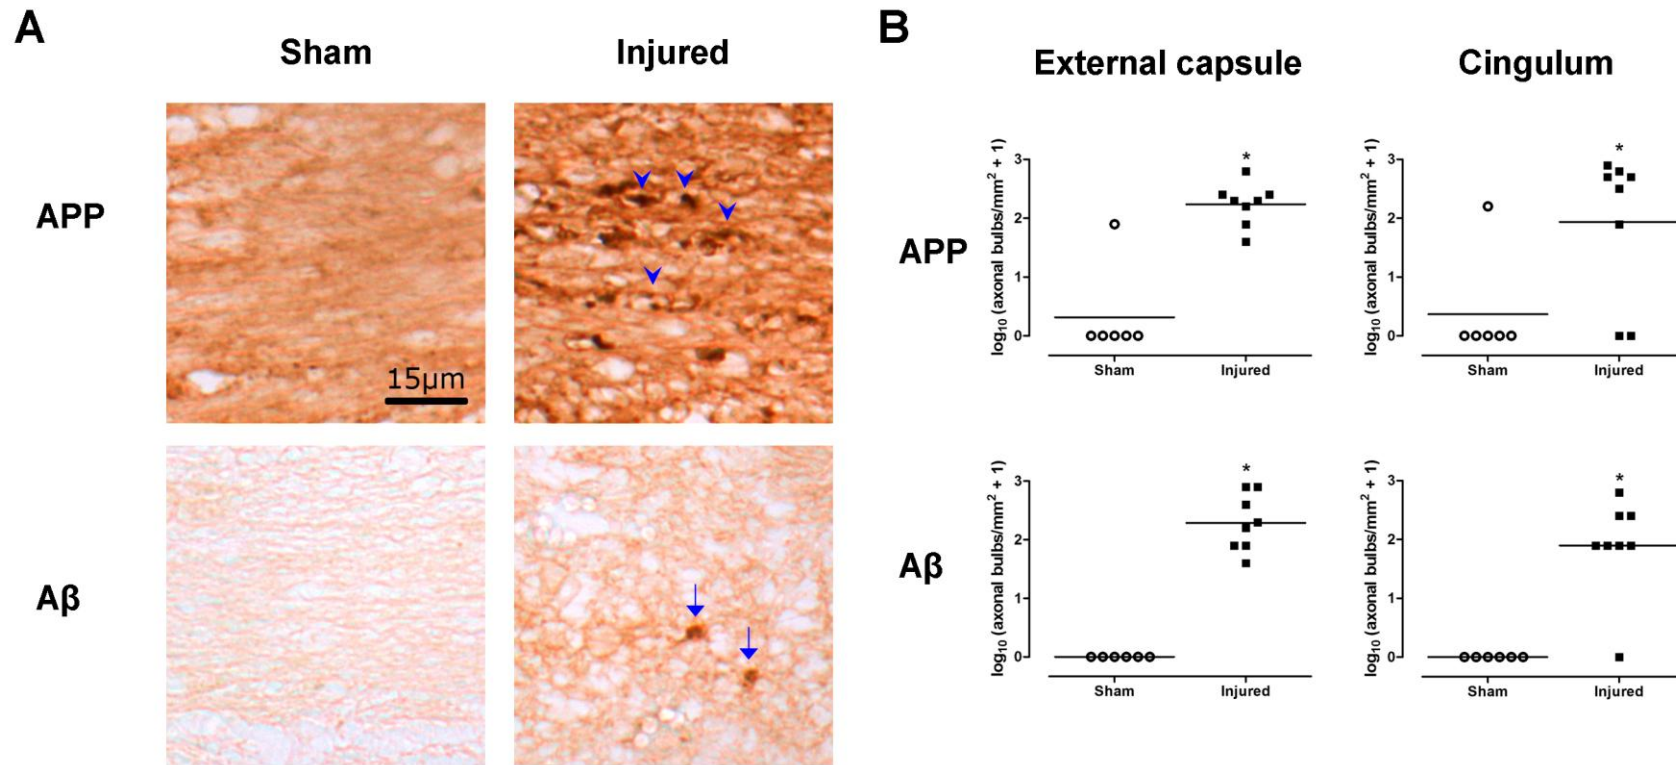 A
Sham Injured
APP
15µm
Aβ
B
External capsule Cingulum
APP
log10 (axonal bulbs/mm2 + 1)
3
2
1
0
*
Sham Injured
log10 (axonal bulbs/mm2 + 1)
3
2
1
0
*
Sham Injured
Aβ
log10 (axonal bulbs/mm2 + 1)
3
2
1
0
*
Sham Injured
log10 (axonal bulbs/mm2 + 1)
3
2
1
0
*
Sham Injured